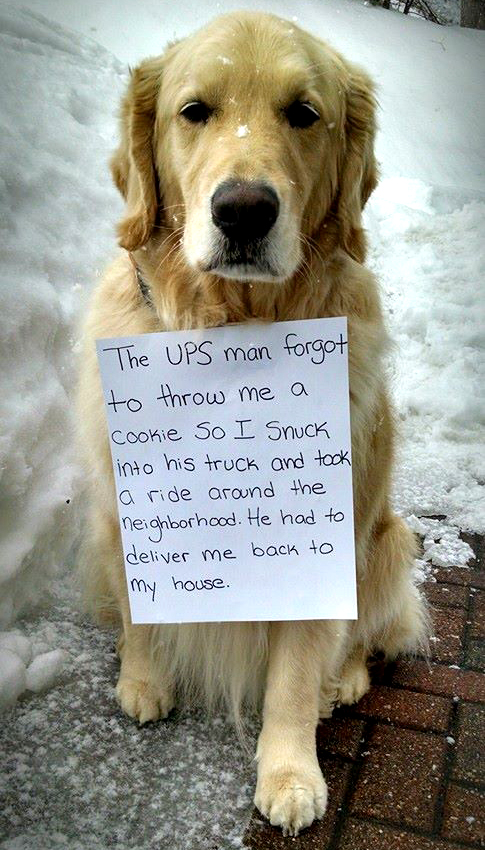 The UPS man forgot
to throw me a
cookie so I snuck
into his truck and took
a ride around the
neighborhood. He had to
deliver me back to
my house.